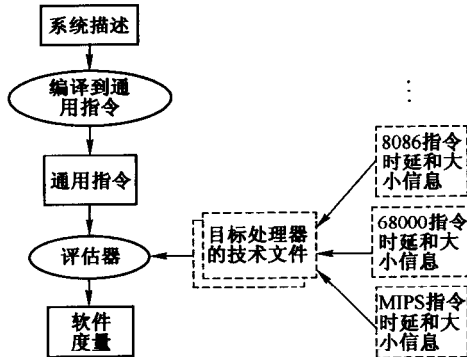 系统描述
编译到通
用指令
通用指令
评估器
软件
度量
目标处理器
的技术文件
⋮
8086指令
时延和大
小信息
68000指令
时延和大
小信息
MIPS指令
时延和大
小信息